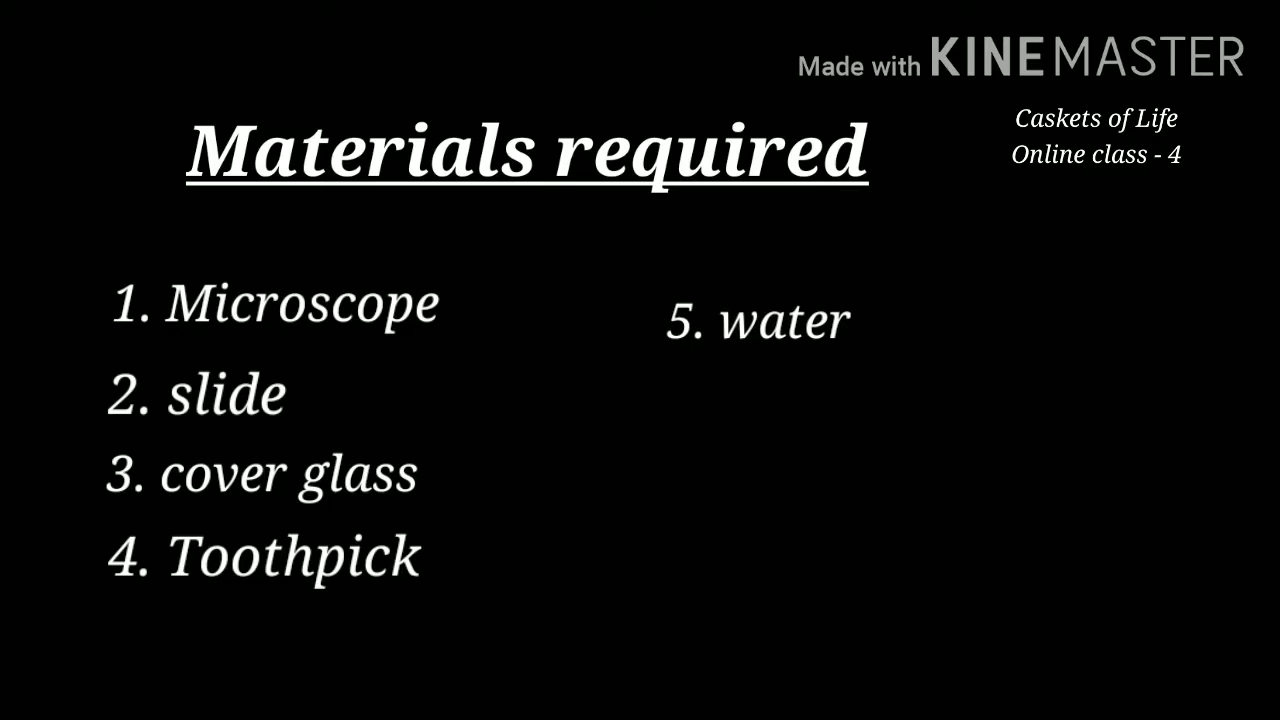 Made with KINEMASTER
Caskets of Life
Online class - 4
Materials required
1. Microscope
2. slide
3. cover glass
4. Toothpick
5. water